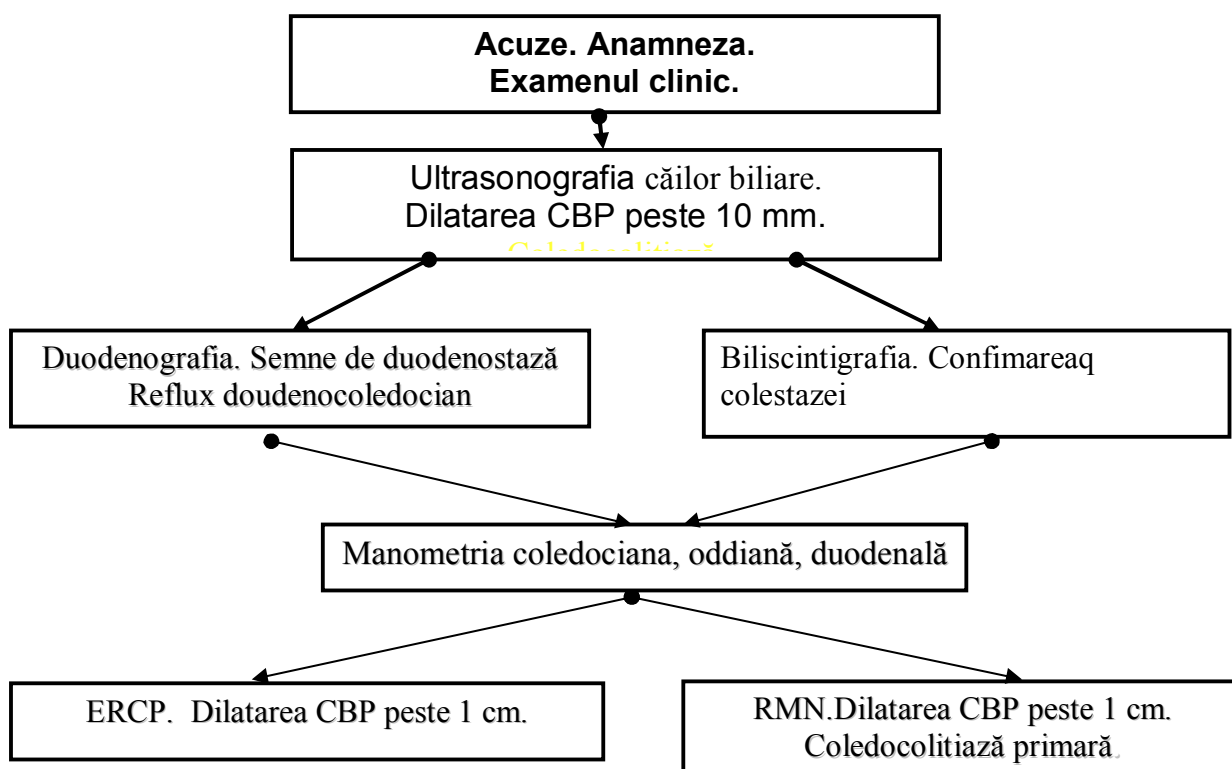 Acuze. Anamneza.
Examenul clinic.
Ultrasonografia căilor biliare.
Dilatarea CBP peste 10 mm.
Duodenografia. Semne de duodenostază
Reflux doudenocoledocian
Biliscintigrafia. Confimareaq
colestazei
Manometria coledociana, oddiană, duodenală
ERCP. Dilatarea CBP peste 1 cm.
RMN.Dilatarea CBP peste 1 cm.
Coledocolitiază primară.